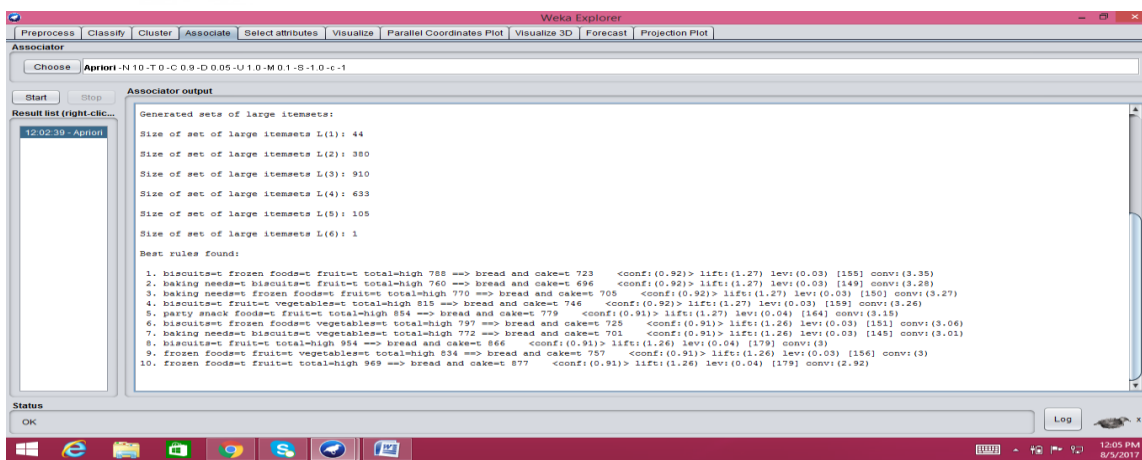 Weka Explorer
Preprocess Classify Cluster Associate Select attributes Visualize Parallel Coordinates Plot Visualize 3D Forecast Projection Plot
Associator
Choose Apriori -N 10 -T 0 -C 0.9 -D 0.05 -U 1.0 -M 0.1 -S -1.0 -c -1
Start Stop
Associator output
Result list (right-clic...
12:02:39 - Apriori
Generated sets of large itemsets:
Size of set of large itemsets L(1): 44
Size of set of large itemsets L(2): 380
Size of set of large itemsets L(3): 910
Size of set of large itemsets L(4): 633
Size of set of large itemsets L(5): 105
Size of set of large itemsets L(6): 1
Best rules found:
1. biscuits=t frozen foods=t fruit=t total=high 788 ==> bread and cake=t 723 <conf:(0.92)> lift:(1.27) lev:(0.03) [155] conv:(3.35)
2. baking needs=t biscuits=t fruit=t total=high 760 ==> bread and cake=t 696 <conf:(0.92)> lift:(1.27) lev:(0.03) [149] conv:(3.28)
3. baking needs=t frozen foods=t fruit=t total=high 770 ==> bread and cake=t 705 <conf:(0.92)> lift:(1.27) lev:(0.03) [150] conv:(3.27)
4. biscuits=t fruit=t vegetables=t total=high 815 ==> bread and cake=t 746 <conf:(0.92)> lift:(1.27) lev:(0.03) [159] conv:(3.26)
5. party snack foods=t fruit=t total=high 854 ==> bread and cake=t 779 <conf:(0.91)> lift:(1.27) lev:(0.04) [164] conv:(3.15)
6. biscuits=t frozen foods=t vegetables=t total=high 797 ==> bread and cake=t 725 <conf:(0.91)> lift:(1.26) lev:(0.03) [151] conv:(3.06)
7. baking needs=t biscuits=t vegetables=t total=high 772 ==> bread and cake=t 701 <conf:(0.91)> lift:(1.26) lev:(0.03) [145] conv:(3.01)
8. biscuits=t fruit=t total=high 954 ==> bread and cake=t 866 <conf:(0.91)> lift:(1.26) lev:(0.04) [179] conv:(3)
9. frozen foods=t fruit=t vegetables=t total=high 834 ==> bread and cake=t 757 <conf:(0.91)> lift:(1.26) lev:(0.03) [156] conv:(3)
10. frozen foods=t fruit=t total=high 969 ==> bread and cake=t 877 <conf:(0.91)> lift:(1.26) lev:(0.04) [179] conv:(2.92)
Status
OK
Log
x
12:05 PM
8/5/2017